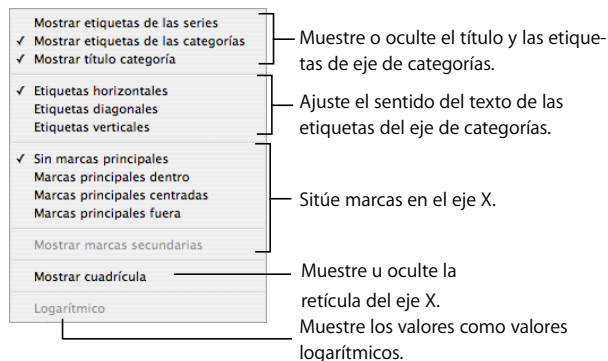 Mostrar etiquetas de las series
✓ Mostrar etiquetas de las categorías
✓ Mostrar título categoría
Muestre o oculte el título y las etique-
tas de eje de categorías.
✓ Etiquetas horizontales
Etiquetas diagonales
Etiquetas verticales
Ajuste el sentido del texto de las
etiquetas del eje de categorías.
✓ Sin marcas principales
Marcas principales dentro
Marcas principales centradas
Marcas principales fuera
Mostrar marcas secundarias
Sitúe marcas en el eje X.
Mostrar cuadrícula
Muestre u oculte la
retícula del eje X.
Logarítmico
Muestre los valores como valores
logarítmicos.